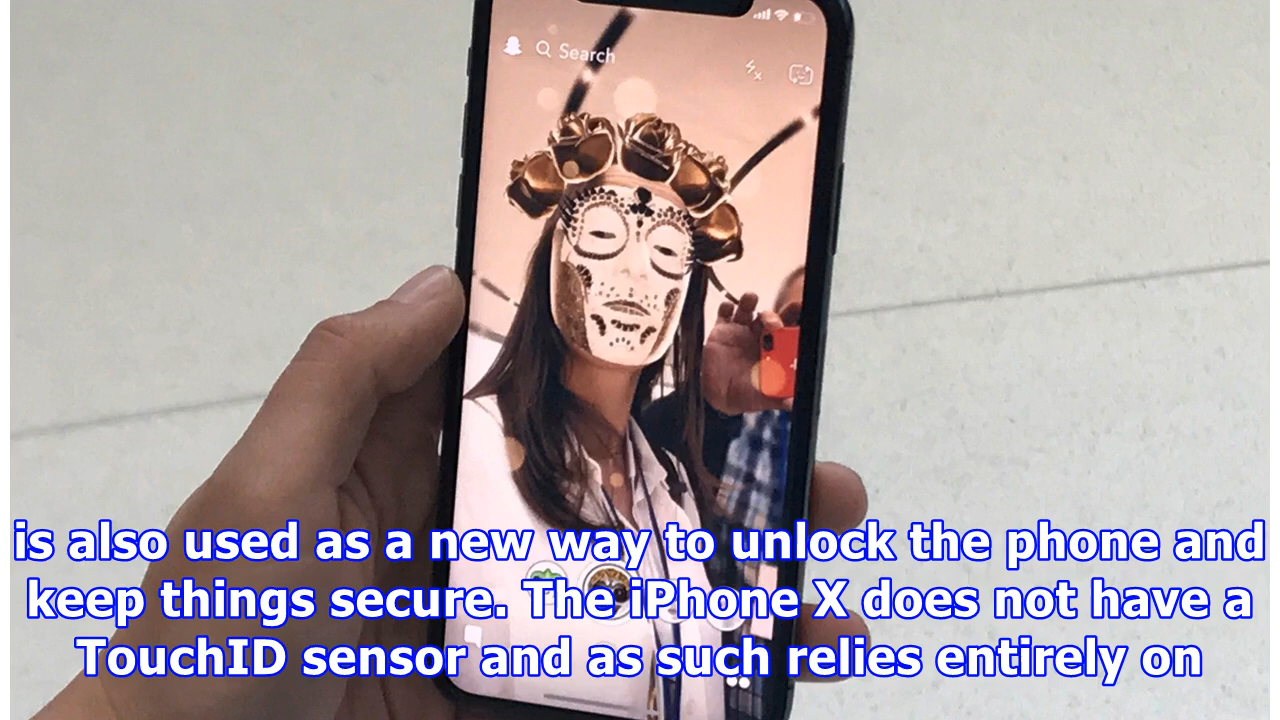 Search
is also used as a new way to unlock the phone and
keep things secure. The iPhone X does not have a
TouchID sensor and as such relies entirely on